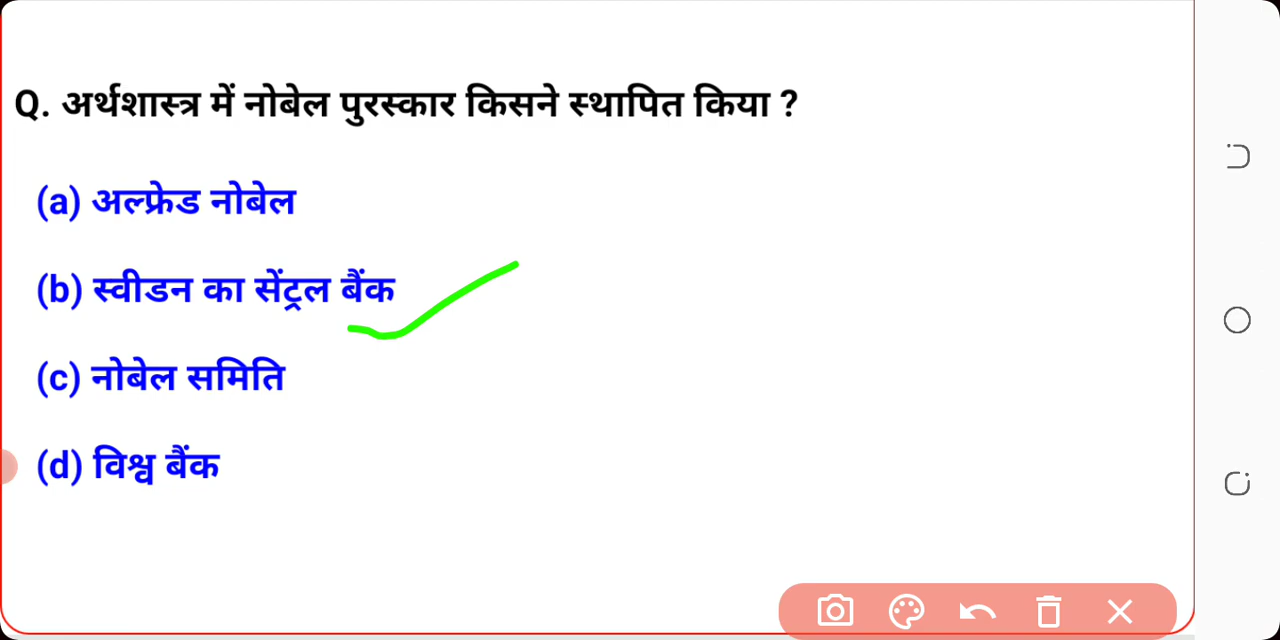 Q. अर्थशास्त्र में नोबेल पुरस्कार किसने स्थापित किया ?
(a) अल्फ्रेड नोबेल
(b) स्वीडन का सेंट्रल बैंक
(c) नोबेल समिति
(d) विश्व बैंक